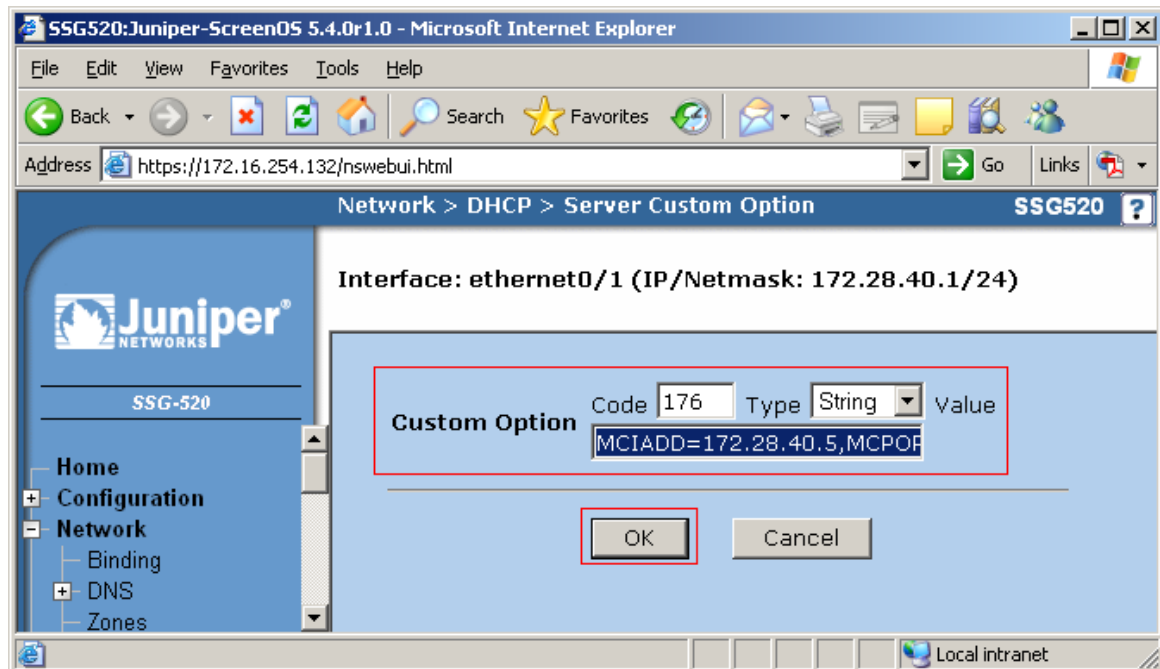 SSG520:Juniper-ScreenOS 5.4.0r1.0 - Microsoft Internet Explorer
File Edit View Favorites Tools Help
Back Search Favorites
Address https://172.16.254.132/nswebui.html Go Links
Network > DHCP > Server Custom Option SSG520 ?
Interface: ethernet0/1 (IP/Netmask: 172.28.40.1/24)
Juniper®
NETWORKS
SSG-520
Custom Option Code 176 Type String Value
MCIADD=172.28.40.5,MCPOR
OK Cancel
Home
Configuration
Network
Binding
DNS
Zones
Local intranet